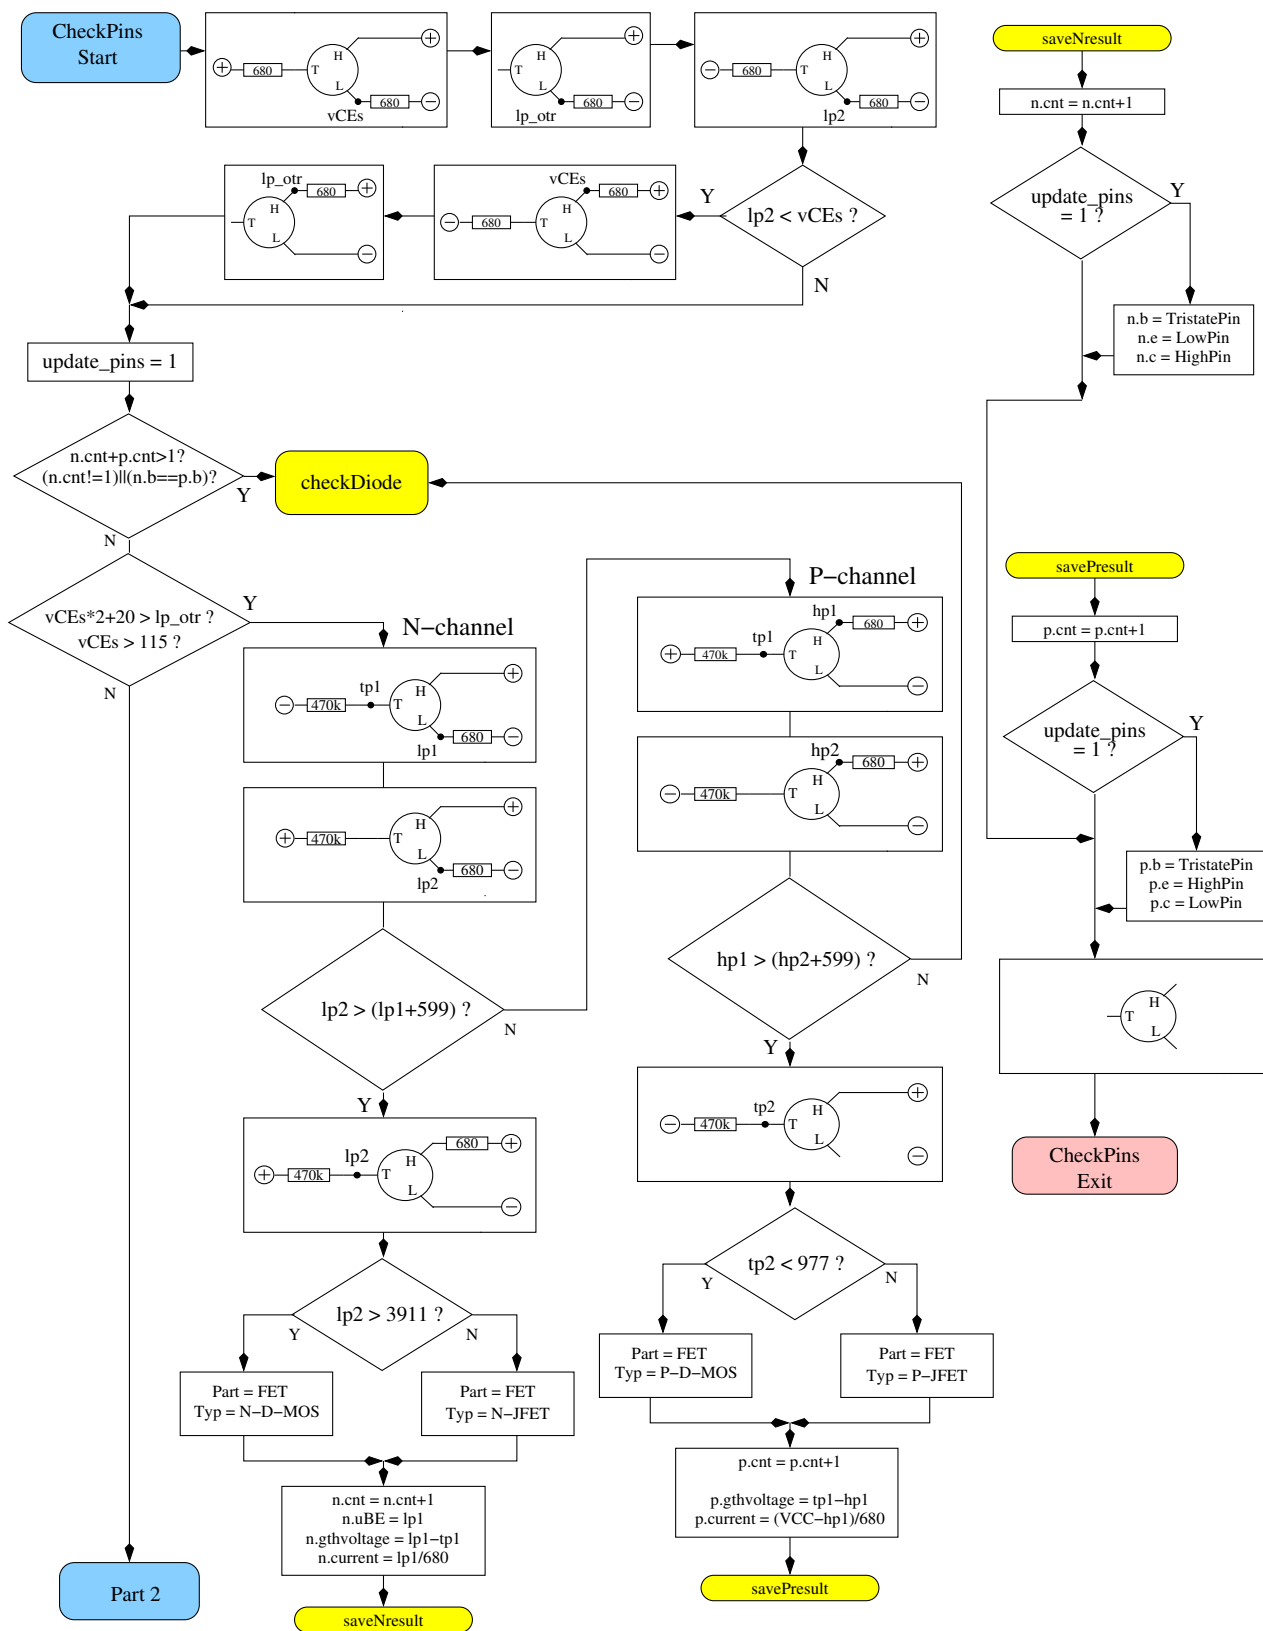 CheckPins
Start
H
T
680
L
680
vCEs
H
T
L
680
lp_otr
H
T
680
L
680
lp2
lp_otr
680
H
T
L
vCEs
680
H
T
680
L
Y
lp2 < vCEs ?
N
update_pins = 1
n.cnt+p.cnt>1?
(n.cnt!=1)||(n.b==p.b)?
Y
N
checkDiode
vCEs*2+20 > lp_otr ?
vCEs > 115 ?
Y
N
N−channel
tp1
470k
H
T
L
680
lp1
470k
H
T
L
680
lp2
lp2 > (lp1+599) ?
N
Y
680
H
lp2
470k
T
L
lp2 > 3911 ?
Y
N
Part = FET
Typ = N−D−MOS
Part = FET
Typ = N−JFET
n.cnt = n.cnt+1
n.uBE = lp1
n.gthvoltage = lp1−tp1
n.current = lp1/680
saveNresult
Part 2
P−channel
hp1
680
tp1
H
470k
T
L
hp2
680
H
470k
T
L
hp1 > (hp2+599) ?
N
Y
tp2
470k
H
T
L
tp2 < 977 ?
Y
N
Part = FET
Typ = P−D−MOS
Part = FET
Typ = P−JFET
p.cnt = p.cnt+1
p.gthvoltage = tp1−hp1
p.current = (VCC−hp1)/680
savePresult
saveNresult
n.cnt = n.cnt+1
update_pins
= 1 ?
Y
n.b = TristatePin
n.e = LowPin
n.c = HighPin
savePresult
p.cnt = p.cnt+1
update_pins
= 1 ?
Y
p.b = TristatePin
p.e = HighPin
p.c = LowPin
H
T
L
CheckPins
Exit